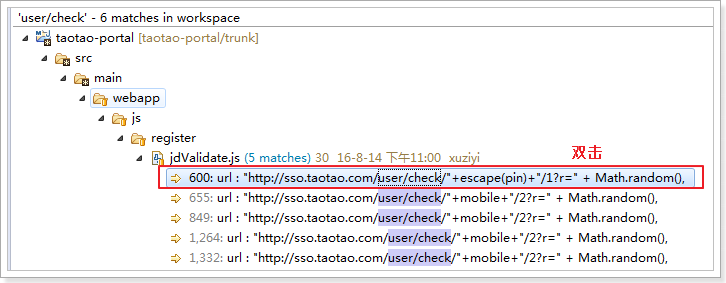 'user/check' - 6 matches in workspace
taotao-portal [taotao-portal/trunk]
src
main
webapp
js
register
jdValidate.js (5 matches) 30 16-8-14 下午11:00 xuziyi
双击
600: url : "http://sso.taotao.com/user/check/"+escape(pin)+"/1?r=" + Math.random(),
655: url : "http://sso.taotao.com/user/check/"+mobile+"/2?r=" + Math.random(),
849: url : "http://sso.taotao.com/user/check/"+mobile+"/2?r=" + Math.random(),
1,264: url : "http://sso.taotao.com/user/check/"+mobile+"/2?r=" + Math.random(),
1,332: url : "http://sso.taotao.com/user/check/"+mobile+"/2?r=" + Math.random(),